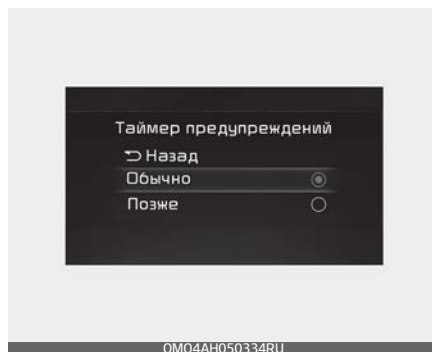 Таймер предупреждений
Назад
Обычно
Позже
OMQ4AH050334RU